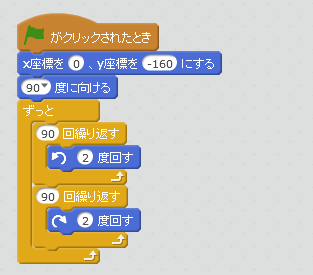 がクリックされたとき
x座標を 0 、y座標を -160 にする
90▼ 度に向ける
ずっと
90 回繰り返す
2 度回す
90 回繰り返す
2 度回す